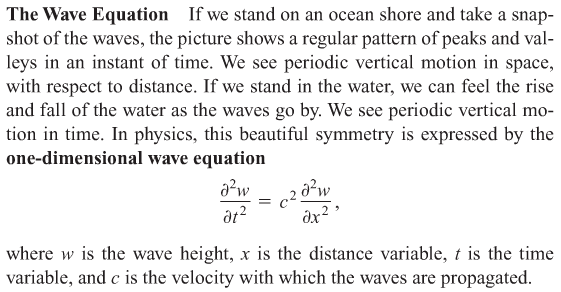 The Wave Equation If we stand on an ocean shore and take a snap-
shot of the waves, the picture shows a regular pattern of peaks and val-
leys in an instant of time. We see periodic vertical motion in space,
with respect to distance. If we stand in the water, we can feel the rise
and fall of the water as the waves go by. We see periodic vertical mo-
tion in time. In physics, this beautiful symmetry is expressed by the
one-dimensional wave equation
∂²w/∂t² = c² ∂²w/∂x² ,
where w is the wave height, x is the distance variable, t is the time
variable, and c is the velocity with which the waves are propagated.